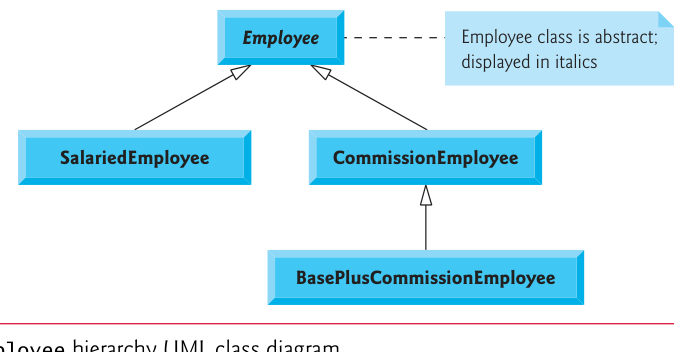 Employee
Employee class is abstract;
displayed in italics
SalariedEmployee
CommissionEmployee
BasePlusCommissionEmployee
hierarchy UML class diagram